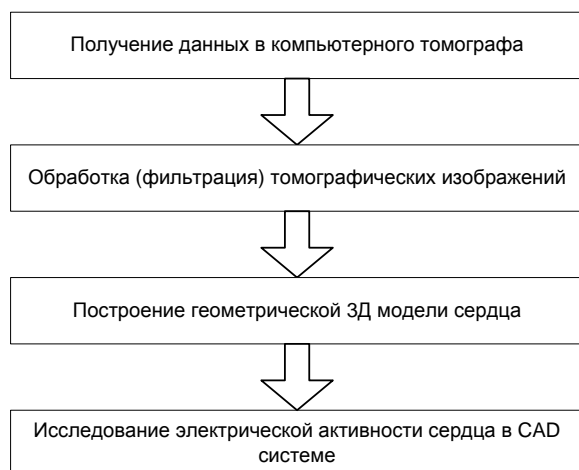 Получение данных в компьютерного томографа
Обработка (фильтрация) томографических изображений
Построение геометрической 3Д модели сердца
Исследование электрической активности сердца в CAD
системе